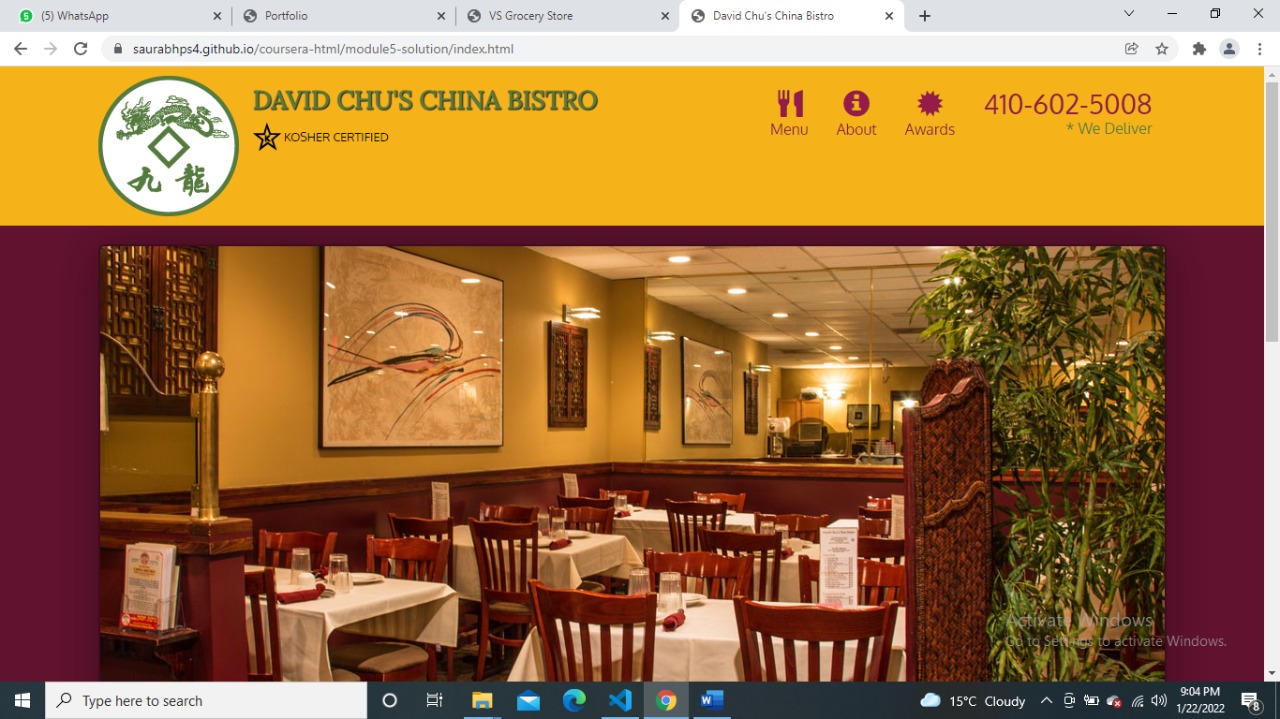 (5) WhatsApp
Portfolio
VS Grocery Store
David Chu's China Bistro
saurabhps4.github.io/coursera-html/module5-solution/index.html
九 龍
DAVID CHU'S CHINA BISTRO
K KOSHER CERTIFIED
Menu
About
Awards
410-602-5008
* We Deliver
Activate Windows
Go to Settings to activate Windows.
Type here to search
15°C Cloudy
9:04 PM
1/22/2022
8